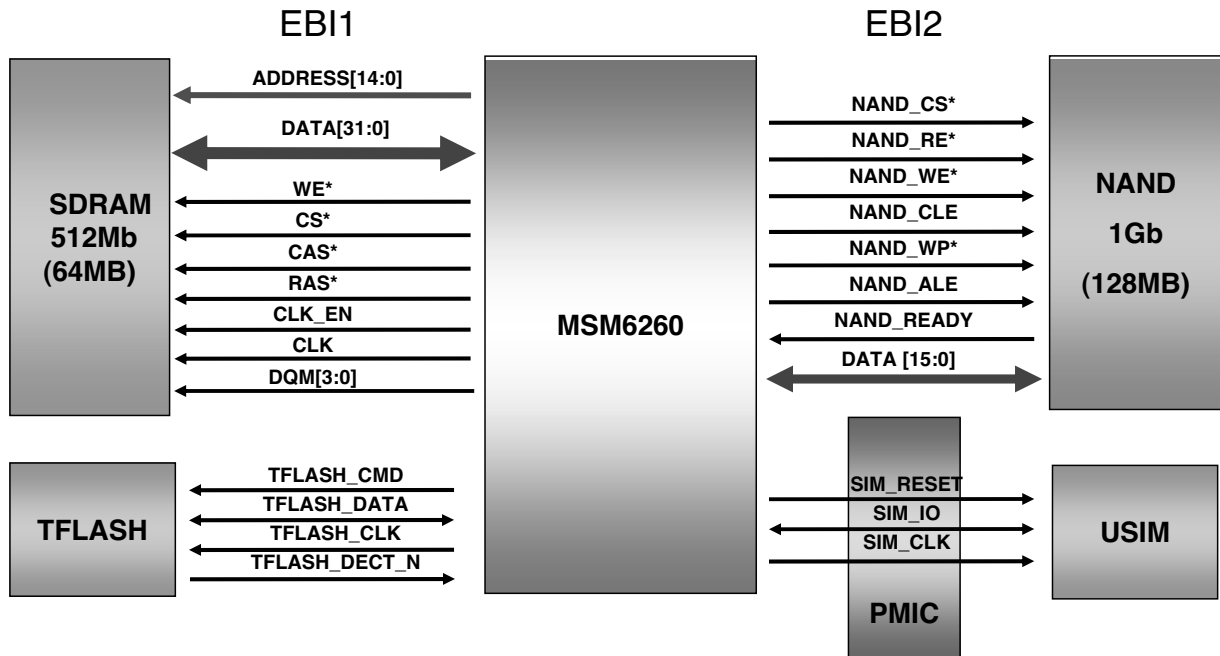 EBI1
EBI2
ADDRESS[14:0]
DATA[31:0]
WE*
CS*
CAS*
RAS*
CLK_EN
CLK
DQM[3:0]
SDRAM
512Mb
(64MB)
MSM6260
NAND_CS*
NAND_RE*
NAND_WE*
NAND_CLE
NAND_WP*
NAND_ALE
NAND_READY
DATA [15:0]
NAND
1Gb
(128MB)
TFLASH
TFLASH_CMD
TFLASH_DATA
TFLASH_CLK
TFLASH_DECT_N
SIM_RESET
SIM_IO
SIM_CLK
PMIC
USIM